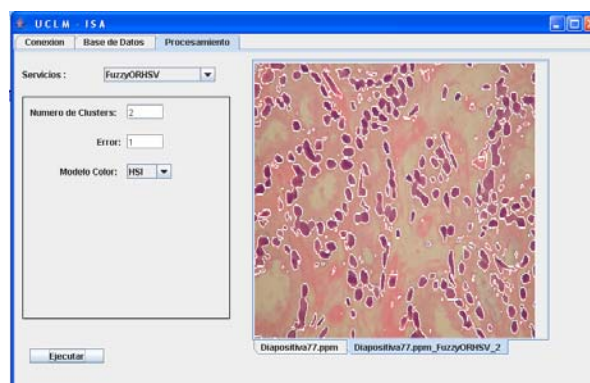 UCLM - ISA
Conexion
Base de Datos
Procesamiento
Servicios :
FuzzyORHSV
Numero de Clusters:
2
Error:
1
Modelo Color:
HSI
Ejecutar
Diapositiva77.ppm
Diapositiva77.ppm_FuzzyORHSV_2